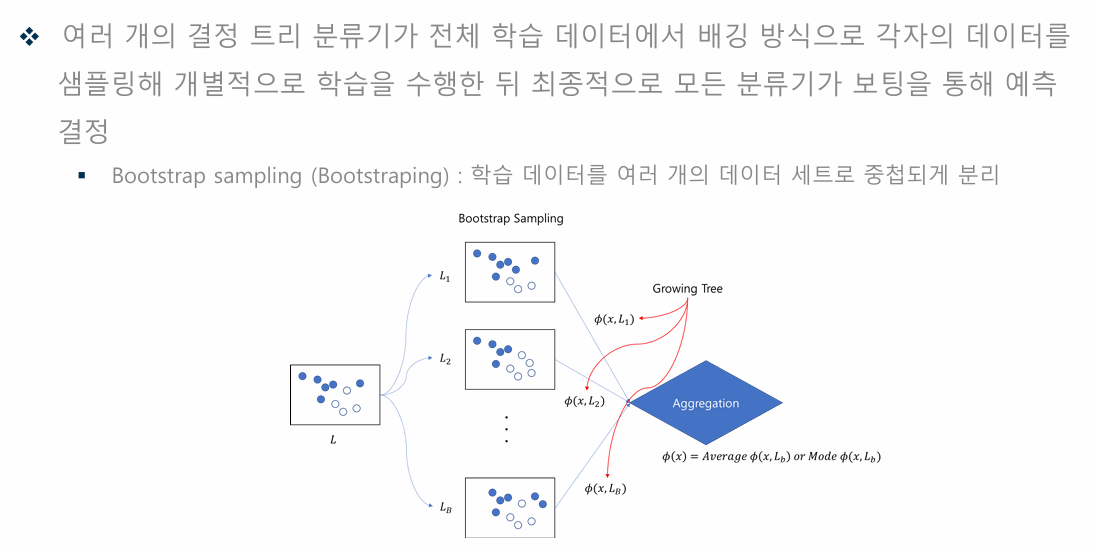 ❖ 여러 개의 결정 트리 분류기가 전체 학습 데이터에서 배깅 방식으로 각자의 데이터를
샘플링해 개별적으로 학습을 수행한 뒤 최종적으로 모든 분류기가 보팅을 통해 예측
결정
▪ Bootstrap sampling (Bootstraping) : 학습 데이터를 여러 개의 데이터 세트로 중첩되게 분리
Bootstrap Sampling
L₁
Growing Tree
𝜙(x, L₁)
L₂
𝜙(x, L₂)
Aggregation
L
𝜙(x) = Average 𝜙(x, L_b) or Mode 𝜙(x, L_b)
𝜙(x, L_B)
L_B